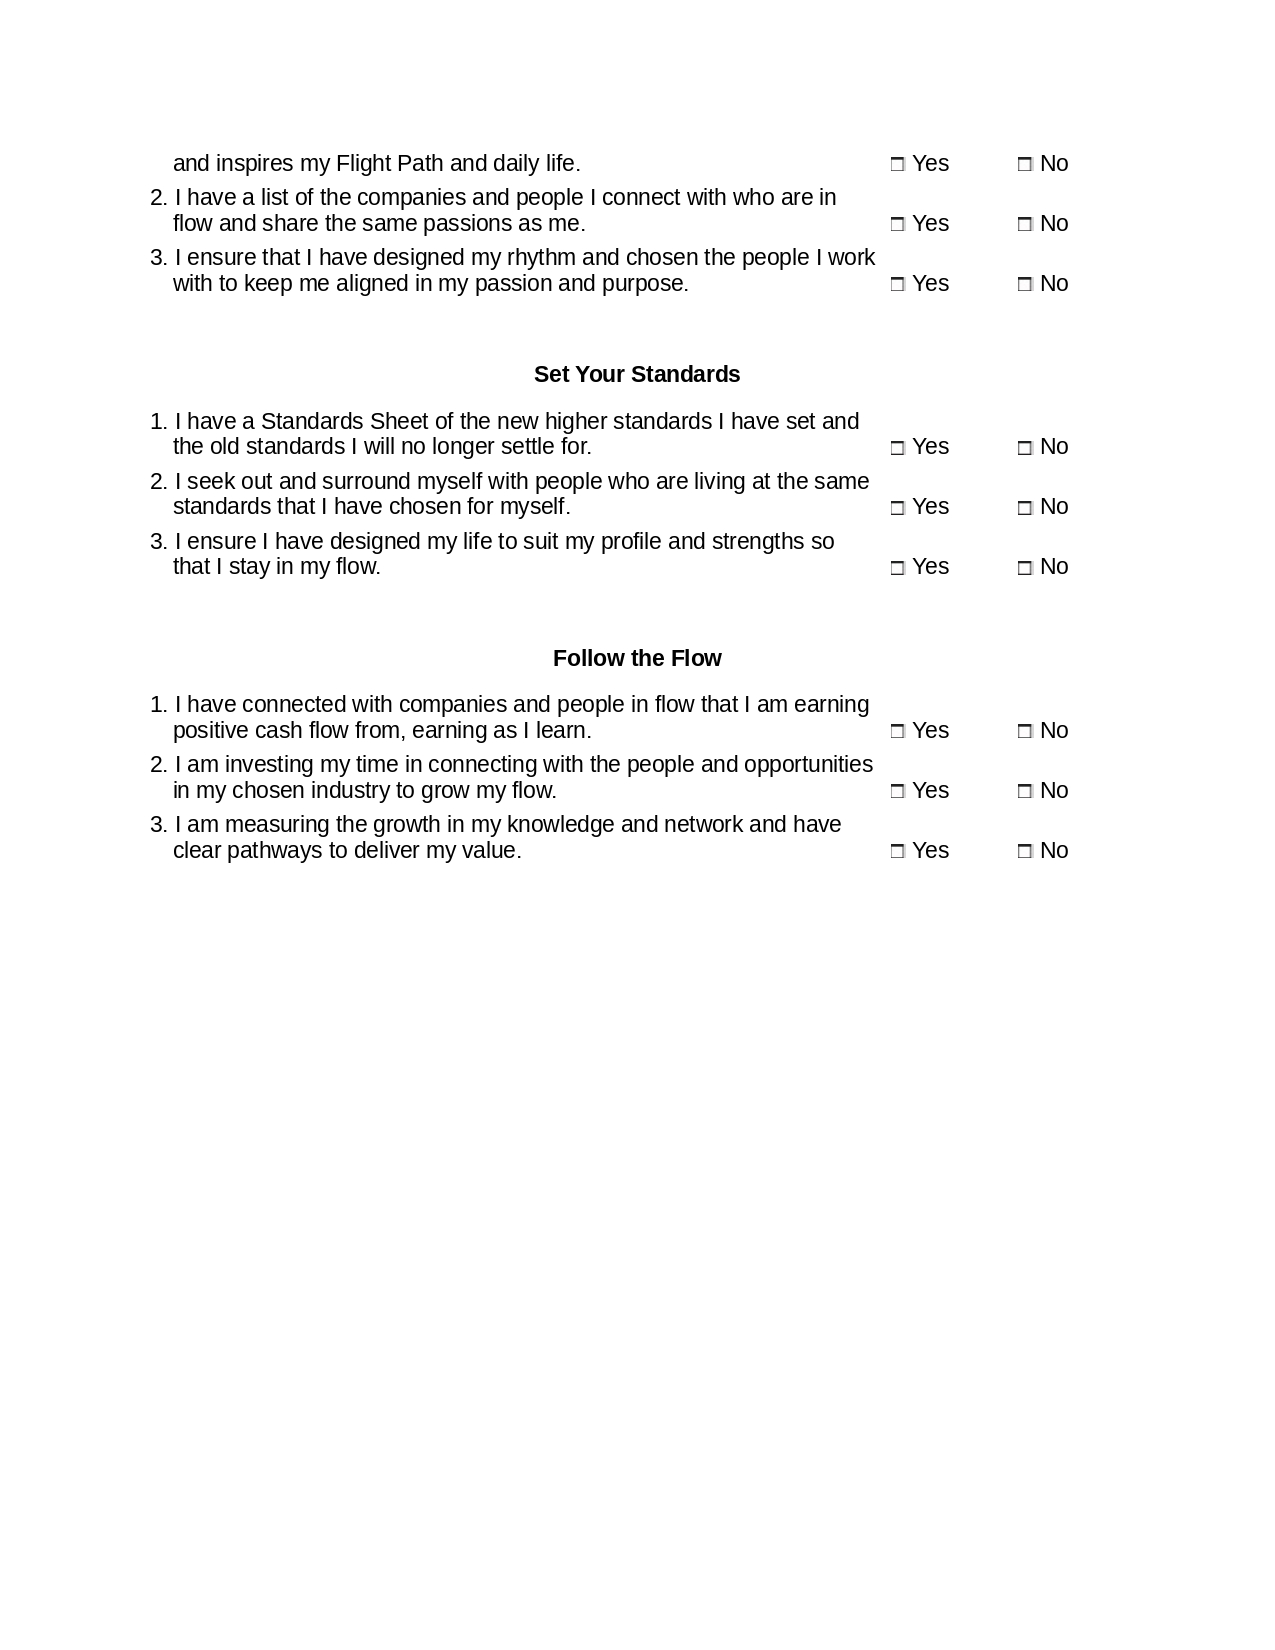 and inspires my Flight Path and daily life. ☐ Yes ☐ No
2. I have a list of the companies and people I connect with who are in
flow and share the same passions as me. ☐ Yes ☐ No
3. I ensure that I have designed my rhythm and chosen the people I work
with to keep me aligned in my passion and purpose. ☐ Yes ☐ No
Set Your Standards
1. I have a Standards Sheet of the new higher standards I have set and
the old standards I will no longer settle for. ☐ Yes ☐ No
2. I seek out and surround myself with people who are living at the same
standards that I have chosen for myself. ☐ Yes ☐ No
3. I ensure I have designed my life to suit my profile and strengths so
that I stay in my flow. ☐ Yes ☐ No
Follow the Flow
1. I have connected with companies and people in flow that I am earning
positive cash flow from, earning as I learn. ☐ Yes ☐ No
2. I am investing my time in connecting with the people and opportunities
in my chosen industry to grow my flow. ☐ Yes ☐ No
3. I am measuring the growth in my knowledge and network and have
clear pathways to deliver my value. ☐ Yes ☐ No